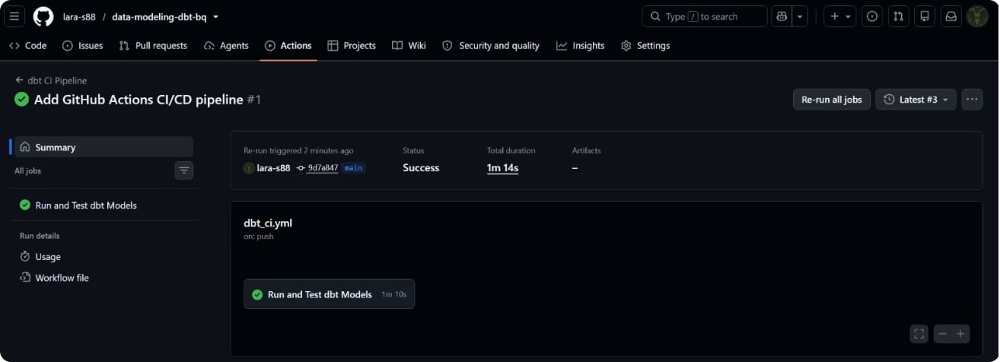 lara-s88 / data-modeling-dbt-bq
Type / to search
Code Issues Pull requests Agents Actions Projects Wiki Security and quality Insights Settings
dbt CI Pipeline
Add GitHub Actions CI/CD pipeline #1
Re-run all jobs Latest #3
Summary
All jobs
Run and Test dbt Models
Run details
Usage
Workflow file
Re-run triggered 2 minutes ago Status Total duration Artifacts
lara-s88 9d7a847 main Success 1m 14s –
dbt_ci.yml
on: push
Run and Test dbt Models 1m 10s